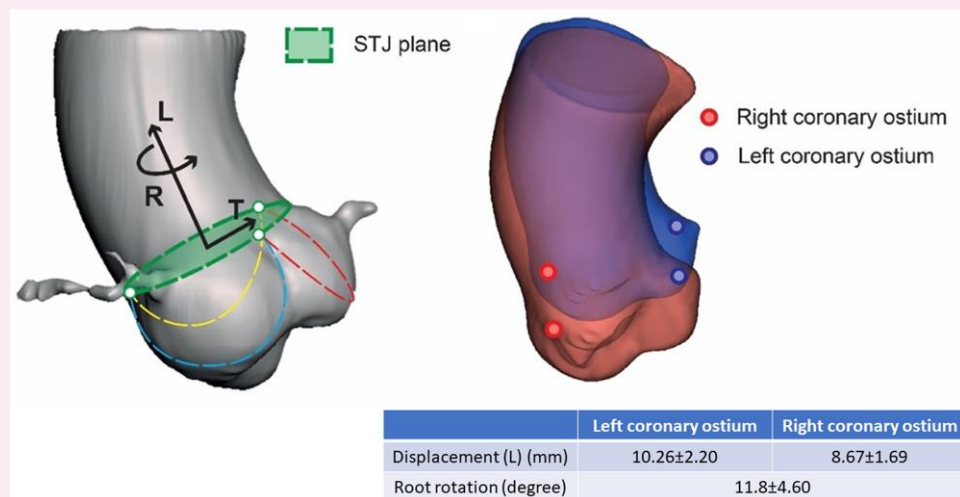 STJ plane
L
R
T
Right coronary ostium
Left coronary ostium
Left coronary ostium Right coronary ostium
Displacement (L) (mm) 10.26±2.20 8.67±1.69
Root rotation (degree) 11.8±4.60